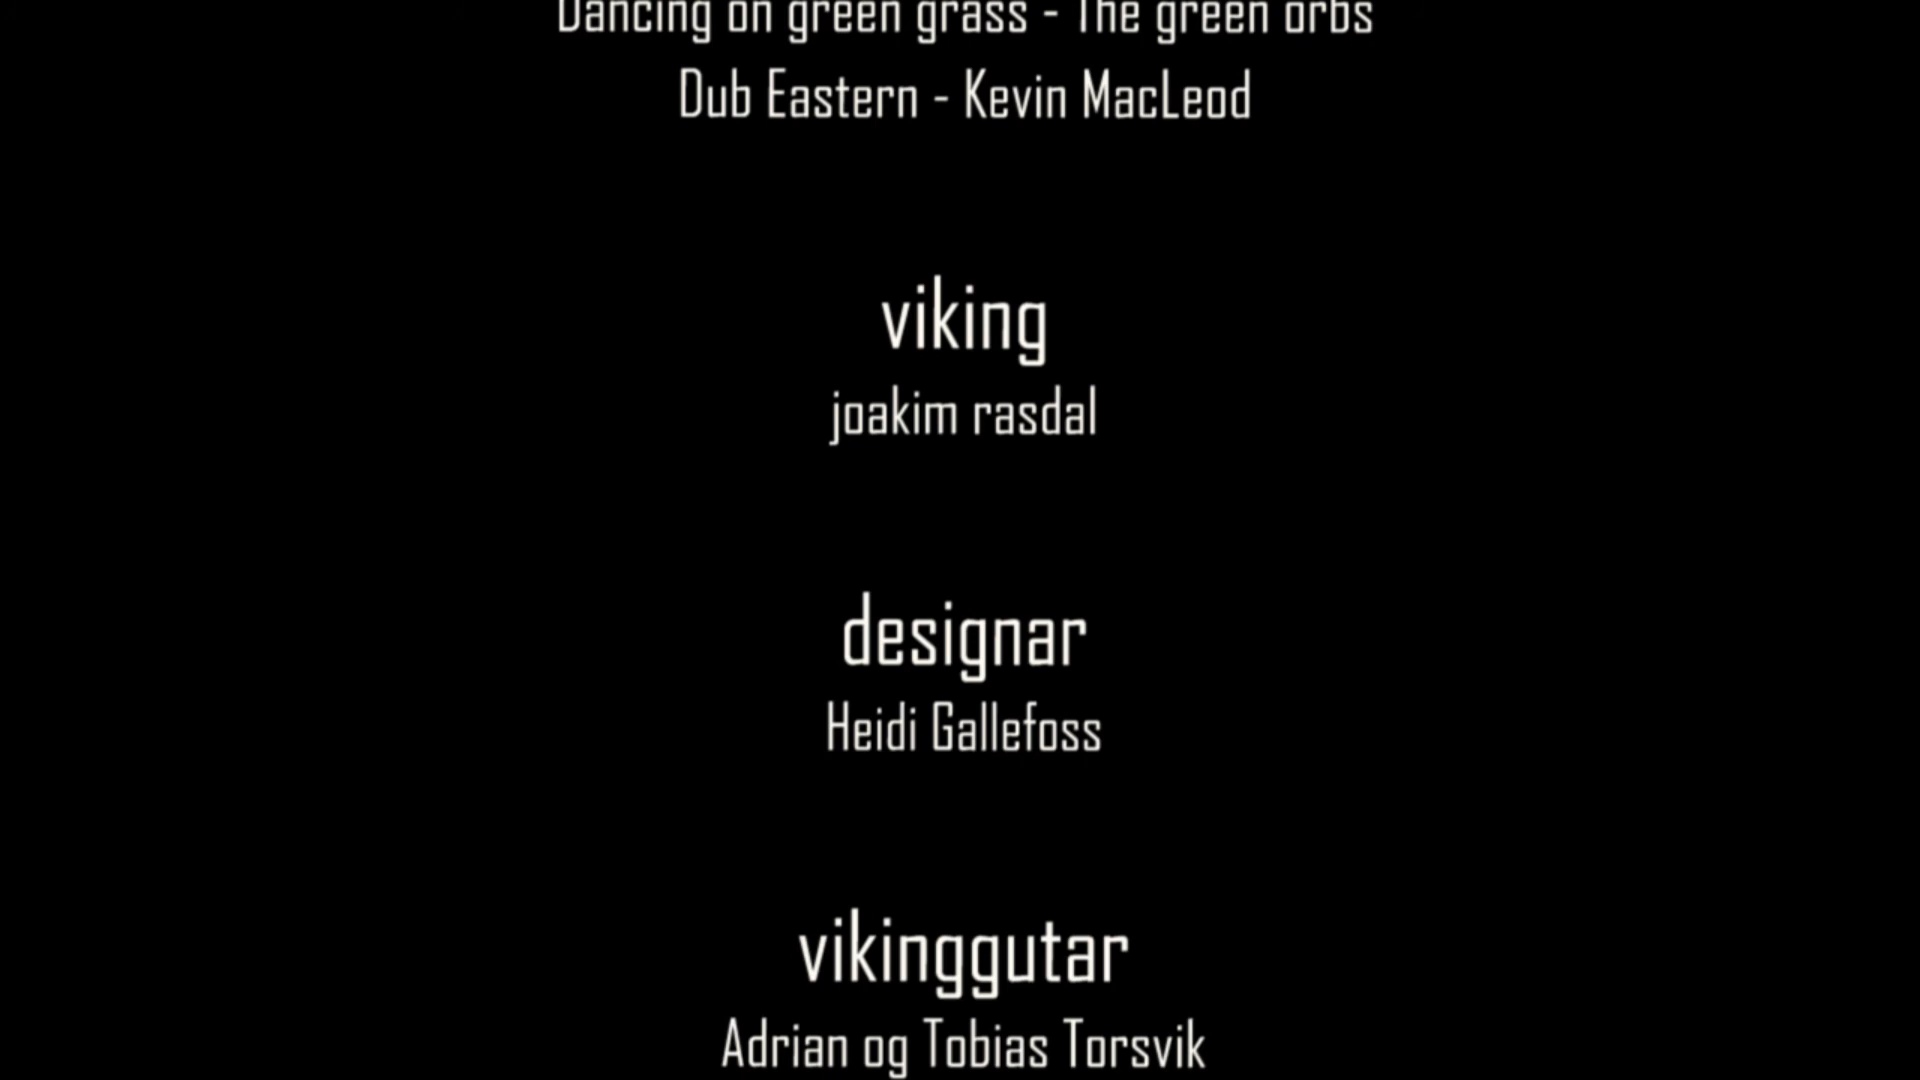 Dancing on green grass - The green orbs
Dub Eastern - Kevin MacLeod
viking
joakim rasdal
designar
Heidi Gallefoss
vikinggutar
Adrian og Tobias Torsvik